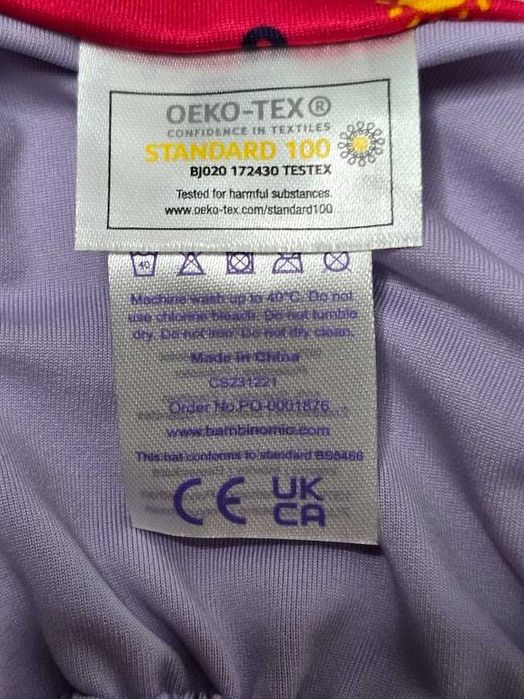 OEKO-TEX®
CONFIDENCE IN TEXTILES
STANDARD 100
BJ020 172430 TESTEX
Tested for harmful substances.
www.oeko-tex.com/standard100
40
Machine wash up to 40°C. Do not
use chlorine bleach. Do not tumble
dry. Do not iron. Do not dry clean.
Made in China
CS231221
Order No.PO-0001876
www.bambinomio.com
This hat conforms to standard BS8466
CE UK
CA